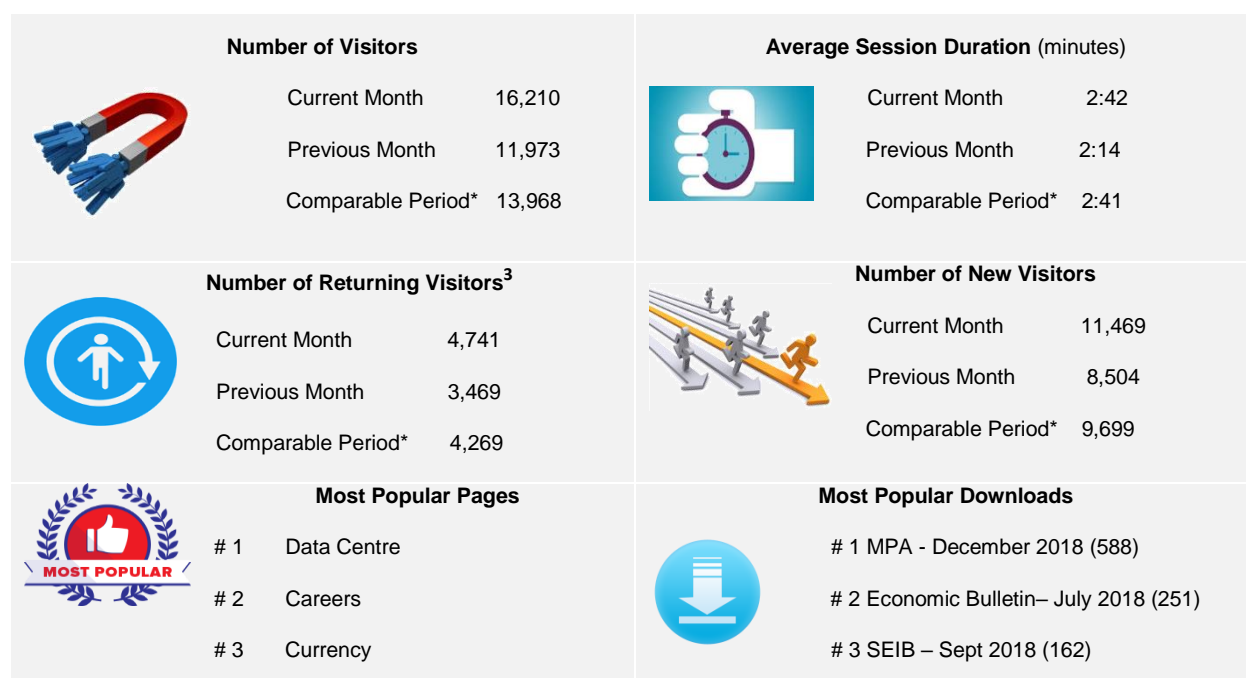 Number of Visitors
Current Month 16,210
Previous Month 11,973
Comparable Period* 13,968
Average Session Duration (minutes)
Current Month 2:42
Previous Month 2:14
Comparable Period* 2:41
Number of Returning Visitors3
Current Month 4,741
Previous Month 3,469
Comparable Period* 4,269
Number of New Visitors
Current Month 11,469
Previous Month 8,504
Comparable Period* 9,699
MOST POPULAR
Most Popular Pages
# 1 Data Centre
# 2 Careers
# 3 Currency
Most Popular Downloads
# 1 MPA - December 2018 (588)
# 2 Economic Bulletin– July 2018 (251)
# 3 SEIB – Sept 2018 (162)